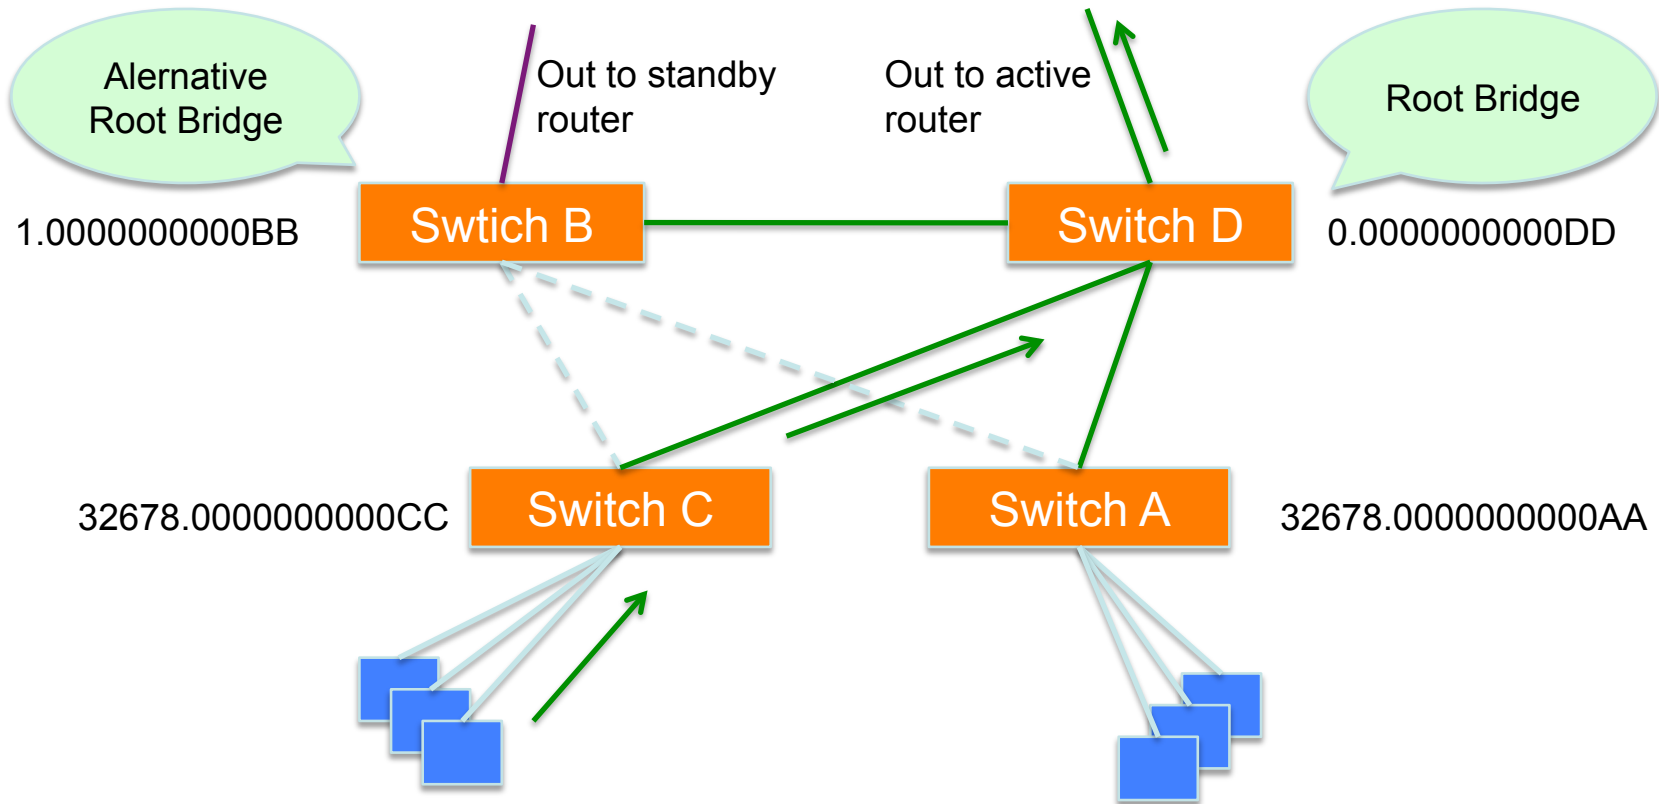 Alernative
Root Bridge
Out to standby
router
Out to active
router
Root Bridge
1.0000000000BB
Swtich B
Switch D
0.0000000000DD
32678.0000000000CC
Switch C
Switch A
32678.0000000000AA